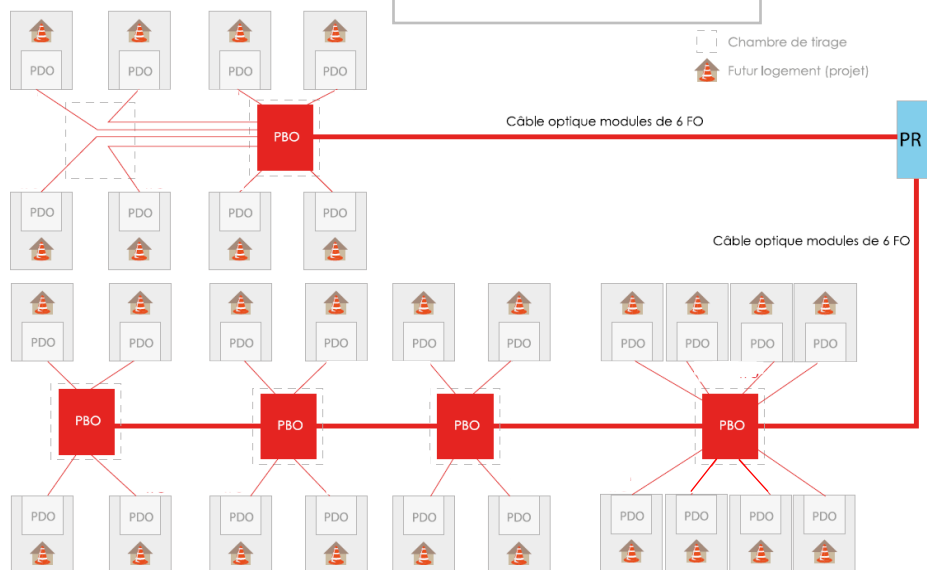 Chambre de tirage
Futur logement (projet)
PDO PDO PDO PDO
PBO
Câble optique modules de 6 FO
PR
PDO PDO PDO PDO
Câble optique modules de 6 FO
PDO PDO PDO PDO PDO PDO PDO PDO PDO PDO
PBO PBO PBO PBO
PDO PDO PDO PDO PDO PDO PDO PDO PDO PDO